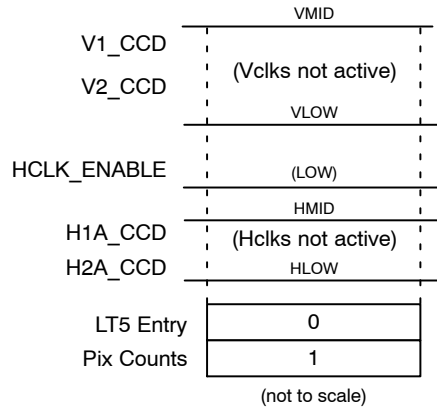 VMID
V1_CCD
(Vclks not active)
V2_CCD
VLOW
HCLK_ENABLE (LOW)
HMID
H1A_CCD (Hclks not active)
H2A_CCD HLOW
LT5 Entry 0
Pix Counts 1
(not to scale)